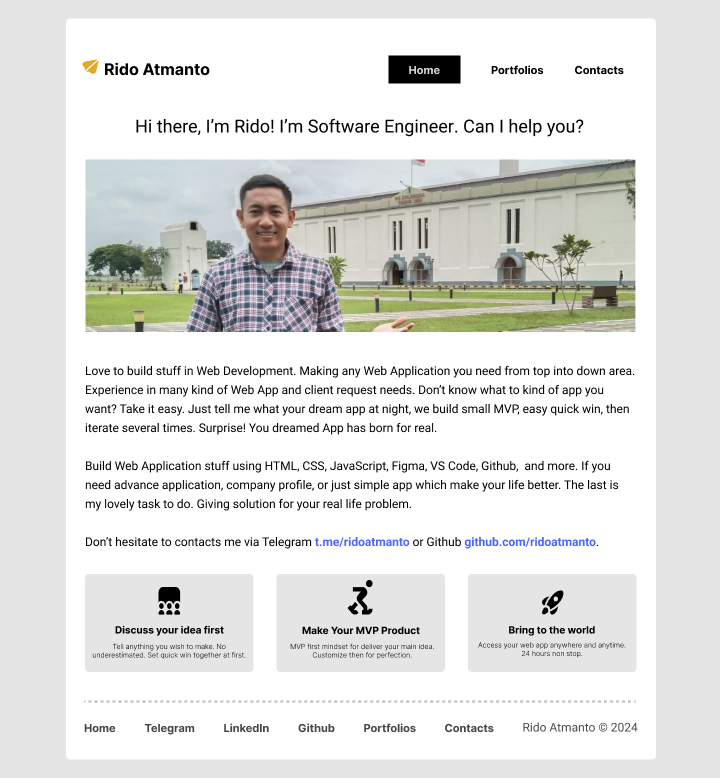 Rido Atmanto
Home
Portfolios
Contacts
Hi there, I’m Rido! I’m Software Engineer. Can I help you?
Love to build stuff in Web Development. Making any Web Application you need from top into down area.
Experience in many kind of Web App and client request needs. Don’t know what to kind of app you
want? Take it easy. Just tell me what your dream app at night, we build small MVP, easy quick win, then
iterate several times. Surprise! You dreamed App has born for real.
Build Web Application stuff using HTML, CSS, JavaScript, Figma, VS Code, Github,  and more. If you
need advance application, company profile, or just simple app which make your life better. The last is
my lovely task to do. Giving solution for your real life problem.
Don’t hesitate to contacts me via Telegram t.me/ridoatmanto or Github github.com/ridoatmanto.
Discuss your idea first
Tell anything you wish to make. No
underestimated. Set quick win together at first.
Make Your MVP Product
MVP first mindset for deliver your main idea.
Customize then for perfection.
Bring to the world
Access your web app anywhere and anytime.
24 hours non stop.
Home
Telegram
LinkedIn
Github
Portfolios
Contacts
Rido Atmanto © 2024